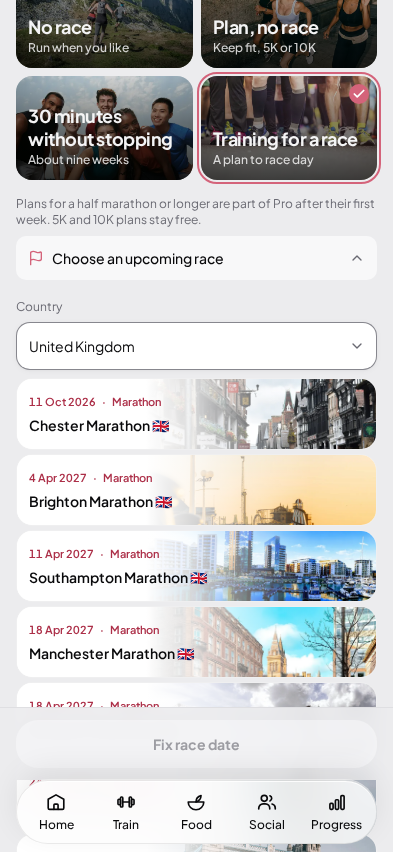 No race
Run when you like
Plan, no race
Keep fit, 5K or 10K
30 minutes
without stopping
About nine weeks
Training for a race
A plan to race day
Plans for a half marathon or longer are part of Pro after their first
week. 5K and 10K plans stay free.
Choose an upcoming race
Country
United Kingdom
11 Oct 2026 · Marathon
Chester Marathon 🇬🇧
4 Apr 2027 · Marathon
Brighton Marathon 🇬🇧
11 Apr 2027 · Marathon
Southampton Marathon 🇬🇧
18 Apr 2027 · Marathon
Manchester Marathon 🇬🇧
18 Apr 2027 · Marathon
Fix race date
Home
Train
Food
Social
Progress